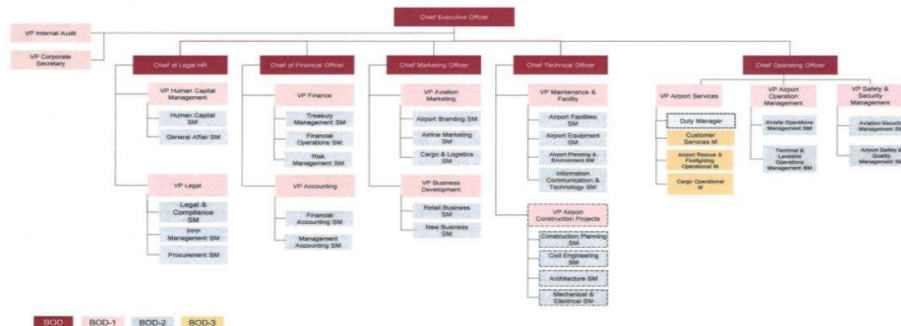 Chief Executive Officer
VP Internal Audit
VP Corporate
Secretary
Chief of Legal HR
Chief of Financial Officer
Chief Marketing Officer
Chief Technical Officer
Chief Operating Officer
VP Human Capital
Management
Human Capital
SM
General Affair SM
VP Legal
Legal &
Compliance
SM
PPP
Management SM
Procurement SM
VP Finance
Treasury
Management SM
Financial
Operations SM
Risk
Management SM
VP Accounting
Financial
Accounting SM
Management
Accounting SM
VP Aviation
Marketing
Airport Branding SM
Airline Marketing
SM
Cargo & Logistics
SM
VP Business
Development
Retail Business
SM
New Business
SM
VP Maintenance &
Facility
Airport Facilities
SM
Airport Equipment
SM
Airport Planning &
Environment SM
Information
Communication &
Technology SM
VP Airport
Construction Projects
Construction Planning
SM
Civil Engineering
SM
Architecture SM
Mechanical &
Electrical SM
VP Airport Services
Duty Manager
Customer
Services M
Airport Rescue &
Firefighting
Operational M
Cargo Operational
M
VP Airport
Operation
Management
Airside Operations
Management SM
Terminal &
Landside
Operations
Management SM
VP Safety &
Security
Management
Aviation Security
Management SM
Airport Safety &
Quality
Management SM
BOD
BOD-1
BOD-2
BOD-3